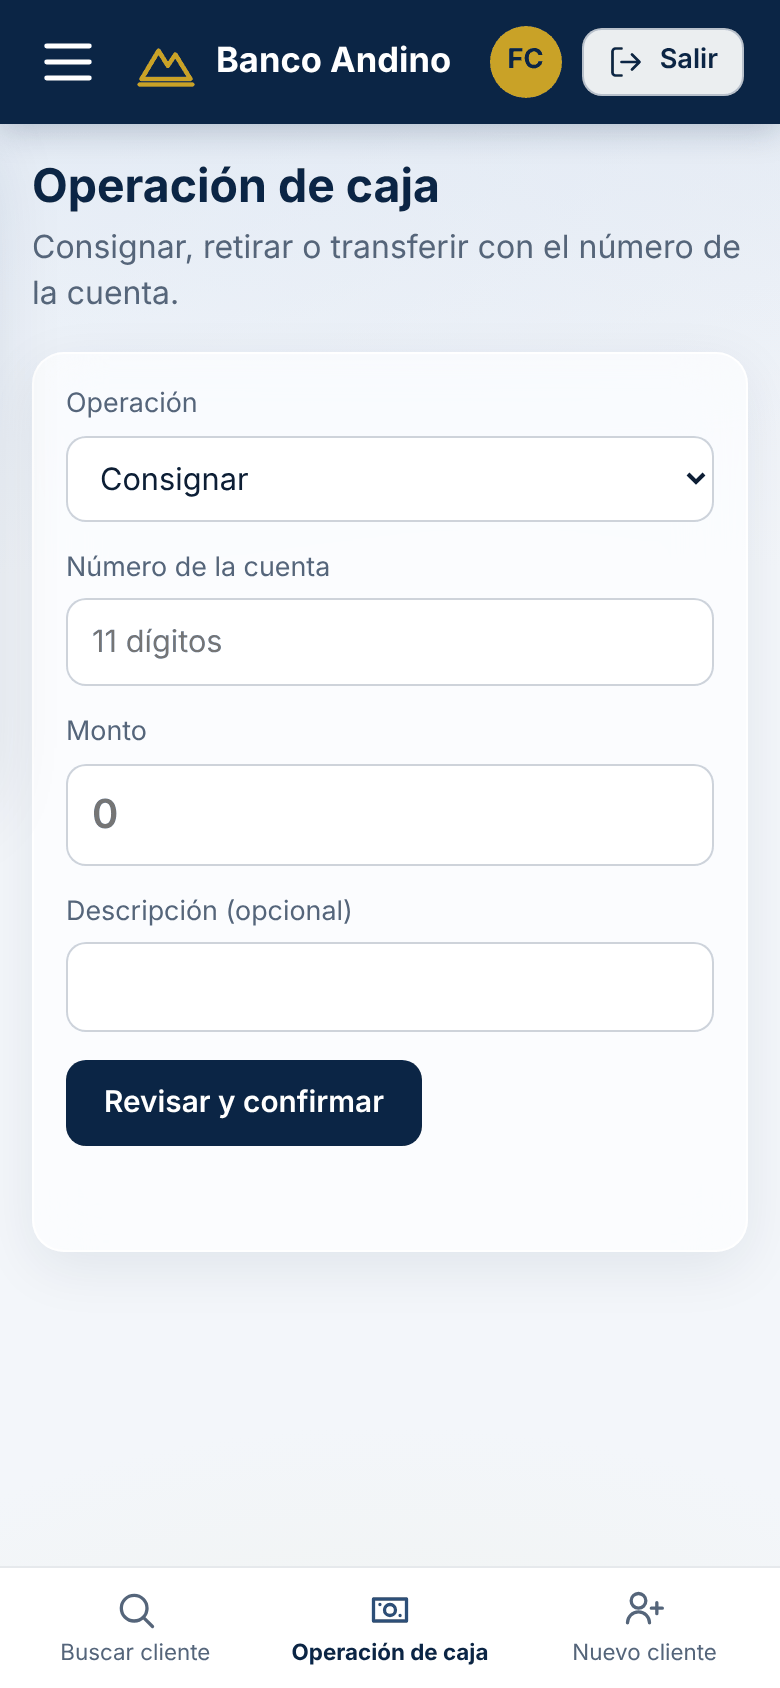 Banco Andino
FC
Salir
Operación de caja
Consignar, retirar o transferir con el número de
la cuenta.
Operación
Consignar
Número de la cuenta
11 dígitos
Monto
0
Descripción (opcional)
Revisar y confirmar
Buscar cliente
Operación de caja
Nuevo cliente